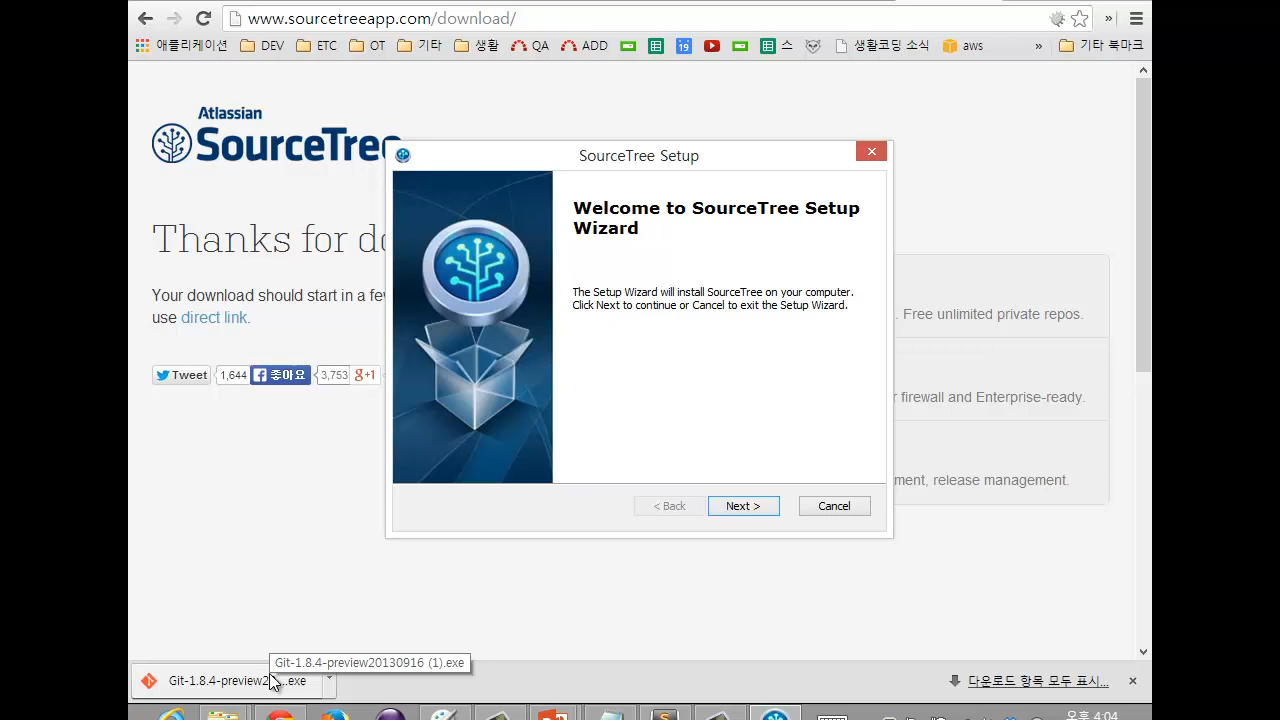 www.sourcetreeapp.com/download/
»
애플리케이션 DEV ETC OT 기타 생활 QA ADD 19 스 생활코딩 소식 aws » 기타 북마크
Atlassian
SourceTree
SourceTree Setup
Welcome to SourceTree Setup
Wizard
Thanks for do
Your download should start in a few
use direct link.
The Setup Wizard will install SourceTree on your computer.
Click Next to continue or Cancel to exit the Setup Wizard.
. Free unlimited private repos.
Tweet 1,644 좋아요 3,753 g+1
firewall and Enterprise-ready.
ment, release management.
< Back Next > Cancel
Git-1.8.4-preview20130916 (1).exe
Git-1.8.4-preview2 .exe
다운로드 항목 모두 표시...
오후 4:04